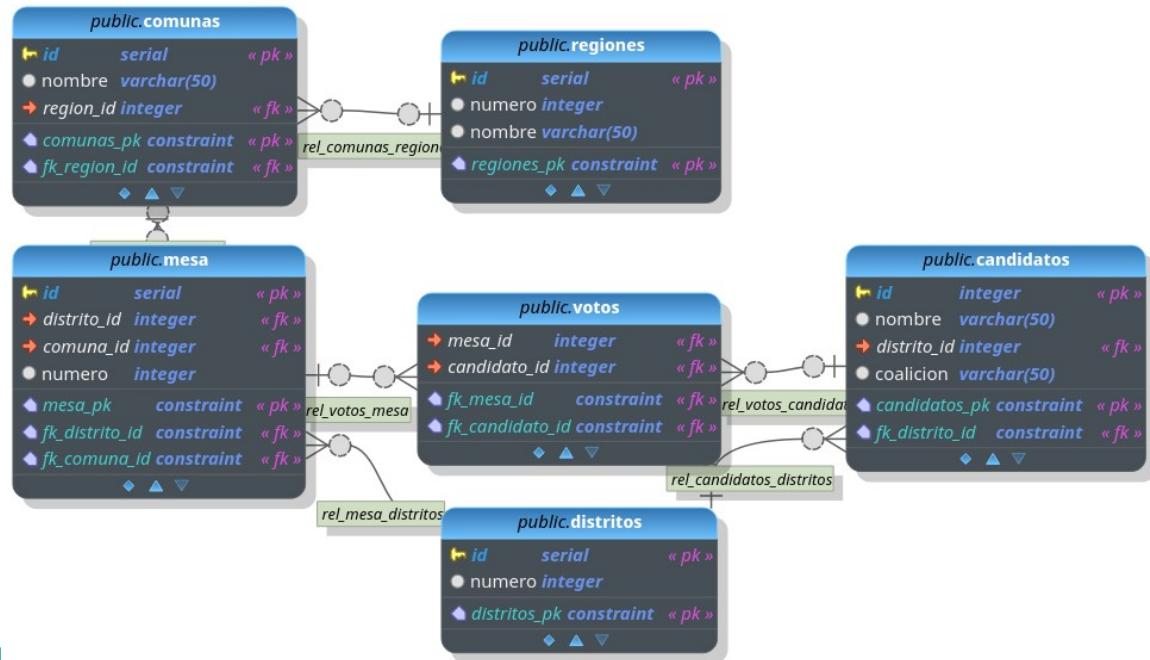 public.comunas
id serial « pk »
nombre varchar(50)
region_id integer « fk »
comunas_pk constraint « pk »
fk_region_id constraint « fk »
public.regiones
id serial « pk »
numero integer
nombre varchar(50)
regiones_pk constraint « pk »
rel_comunas_regione
public.mesa
id serial « pk »
distrito_id integer « fk »
comuna_id integer « fk »
numero integer
mesa_pk constraint « pk »
fk_distrito_id constraint « fk »
fk_comuna_id constraint « fk »
public.votos
mesa_id integer « fk »
candidato_id integer « fk »
fk_mesa_id constraint « fk »
fk_candidato_id constraint « fk »
public.candidatos
id integer « pk »
nombre varchar(50)
distrito_id integer « fk »
coalicion varchar(50)
candidatos_pk constraint « pk »
fk_distrito_id constraint « fk »
rel_votos_mesa
rel_votos_candidat
rel_candidatos_distritos
rel_mesa_distritos
public.distritos
id serial « pk »
numero integer
distritos_pk constraint « pk »